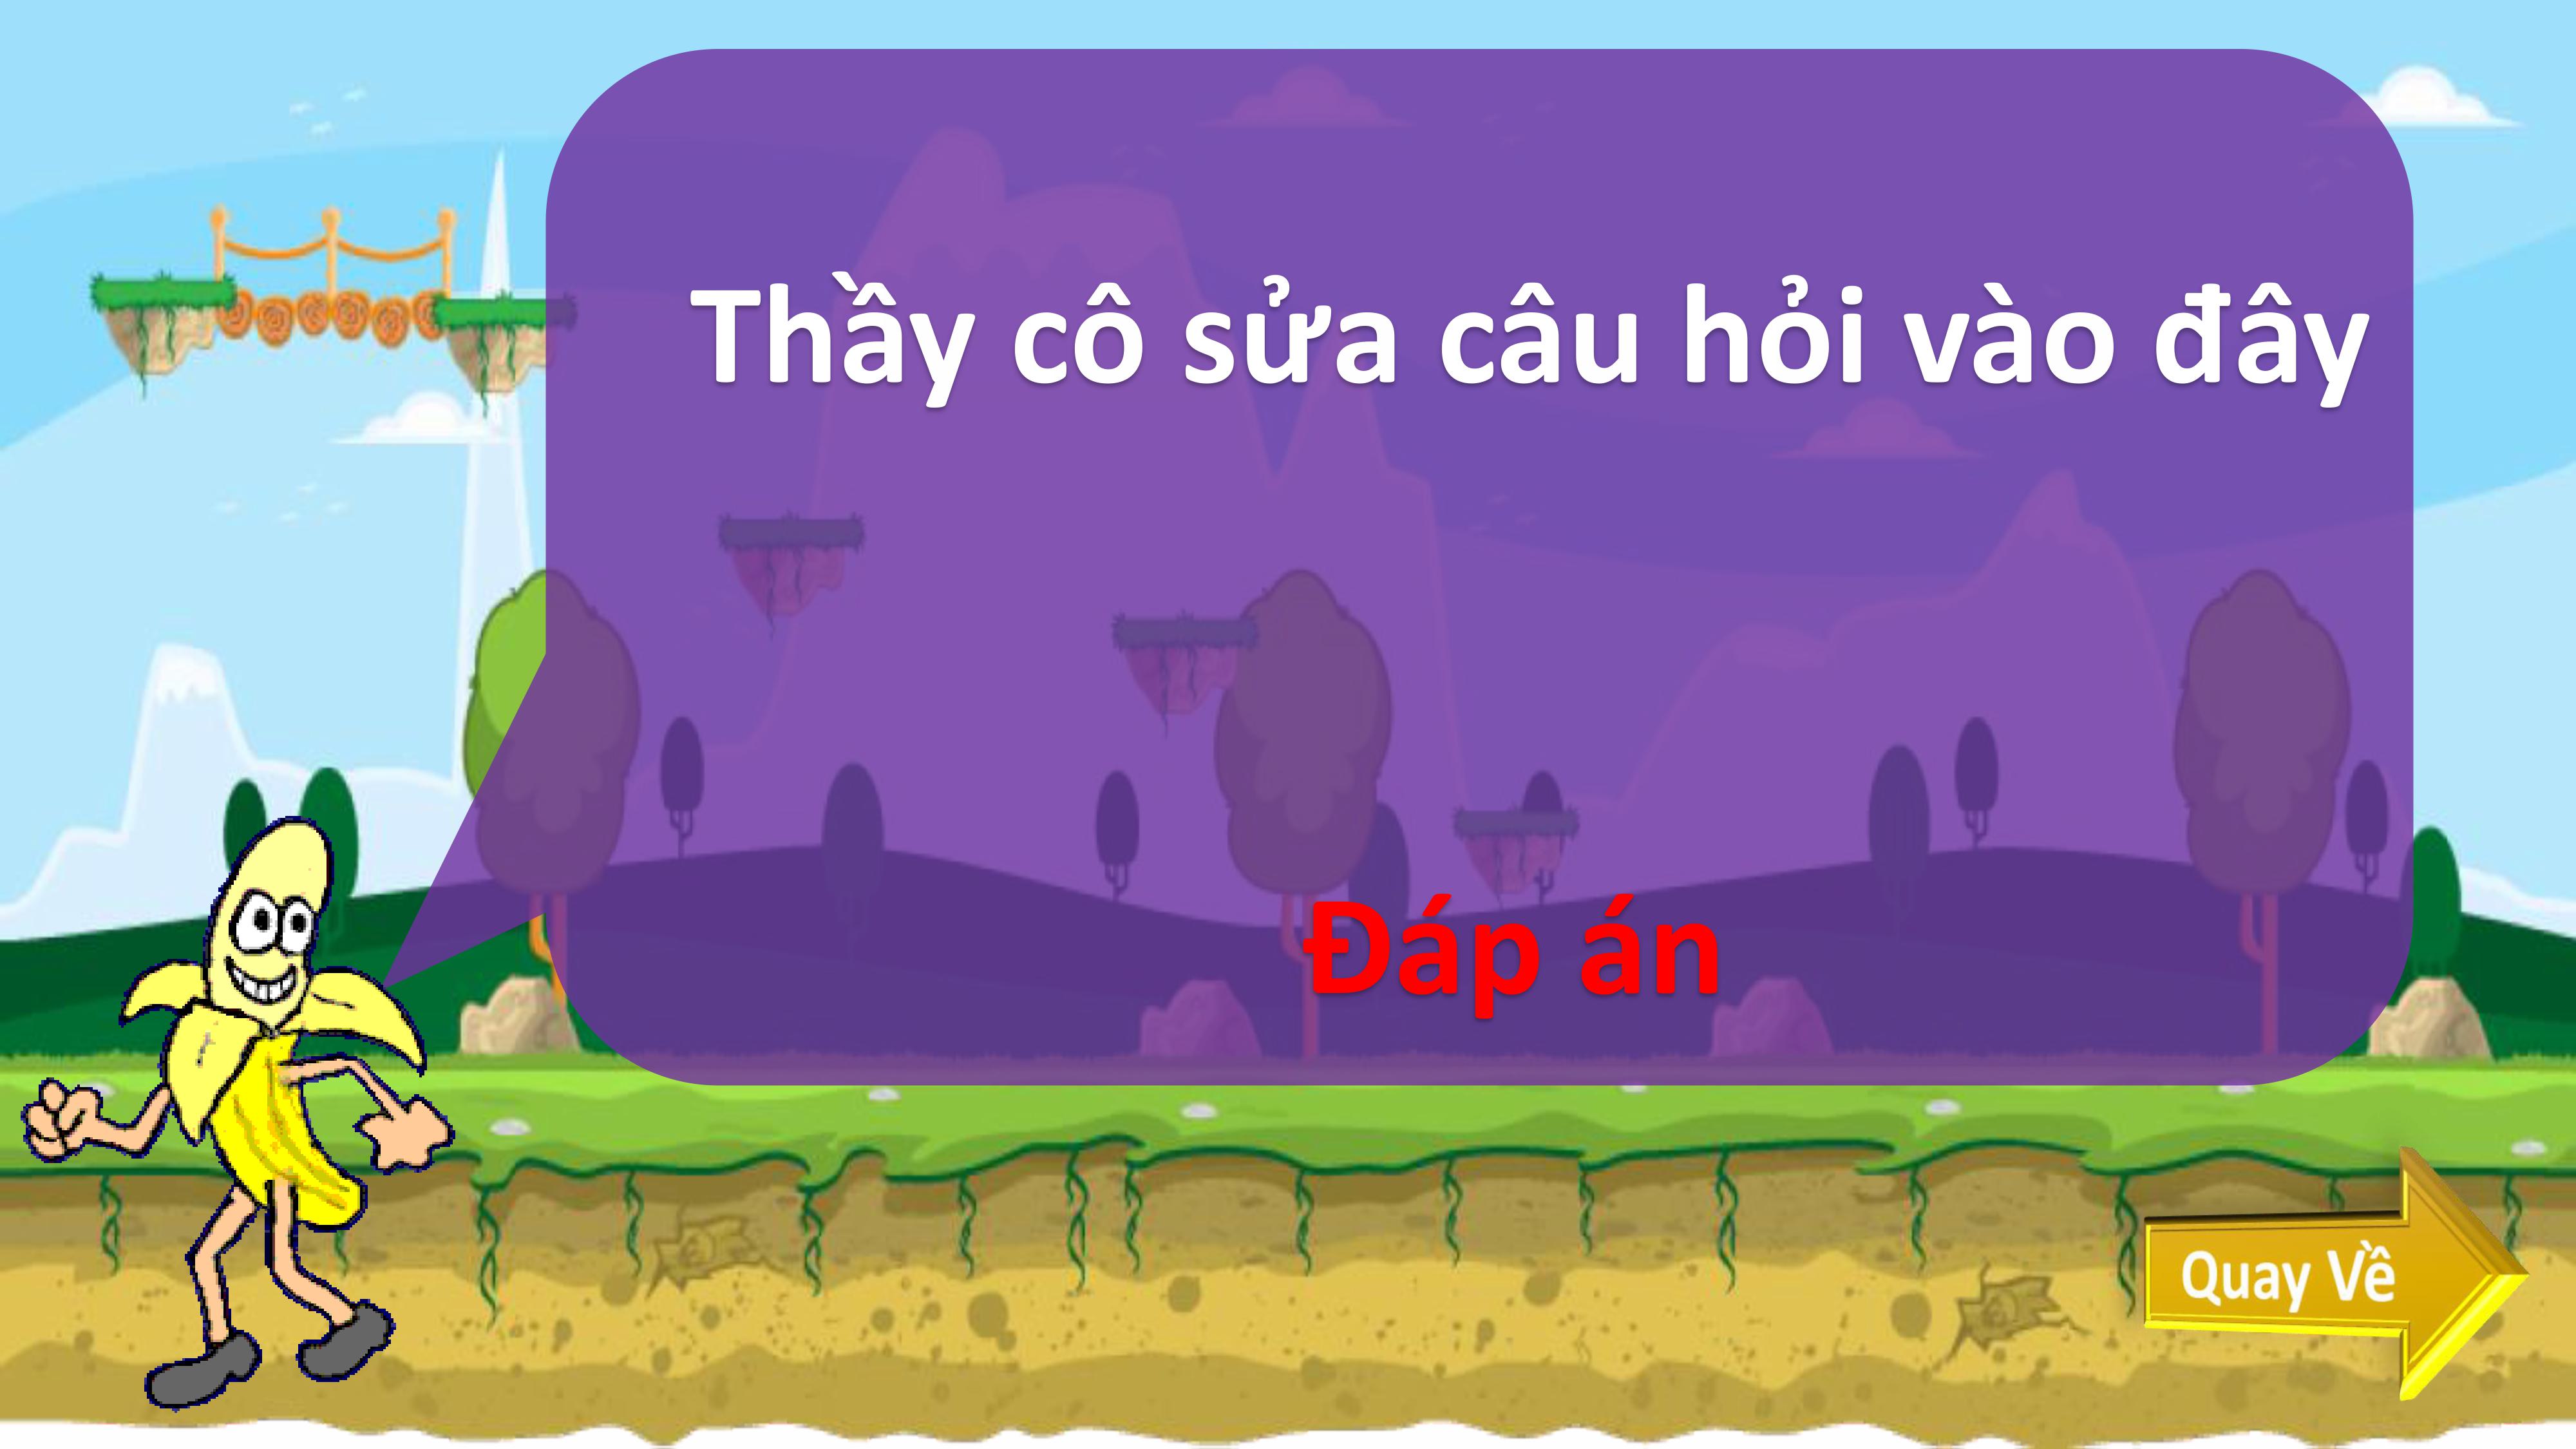 Thầy cô sửa câu hỏi vào đây
Đáp án
Quay Về